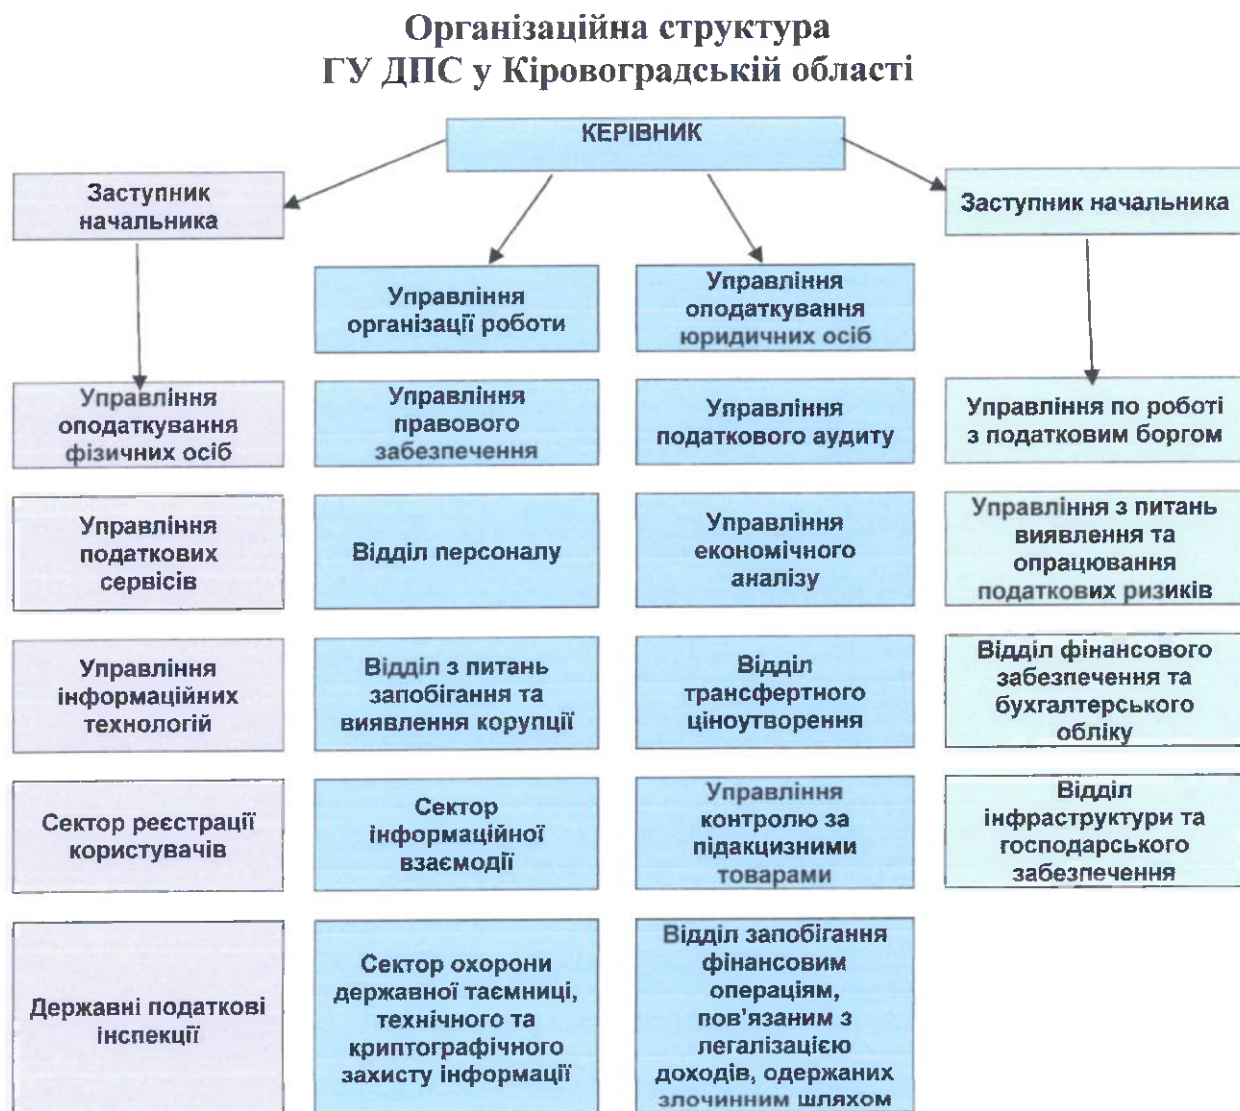 Організаційна структура
ГУ ДПС у Кіровоградській області
КЕРІВНИК
Заступник
начальника
Заступник начальника
Управління
організації роботи
Управління
оподаткування
юридичних осіб
Управління
оподаткування
фізичних осіб
Управління
правового
забезпечення
Управління
податкового аудиту
Управління по роботі
з податковим боргом
Управління
податкових
сервісів
Відділ персоналу
Управління
економічного
аналізу
Управління з питань
виявлення та
опрацювання
податкових ризиків
Управління
інформаційних
технологій
Відділ з питань
запобігання та
виявлення корупції
Відділ
трансфертного
ціноутворення
Відділ фінансового
забезпечення та
бухгалтерського
обліку
Сектор реєстрації
користувачів
Сектор
інформаційної
взаємодії
Управління
контролю за
підакцизними
товарами
Відділ
інфраструктури та
господарського
забезпечення
Державні податкові
інспекції
Сектор охорони
державної таємниці,
технічного та
криптографічного
захисту інформації
Відділ запобігання
фінансовим
операціям,
пов'язаним з
легалізацією
доходів, одержаних
злочинним шляхом